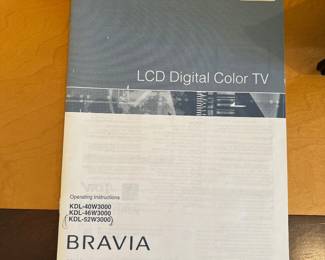 LCD Digital Color TV
Operating Instructions
KDL-40W3000
KDL-46W3000
KDL-52W3000
BRAVIA